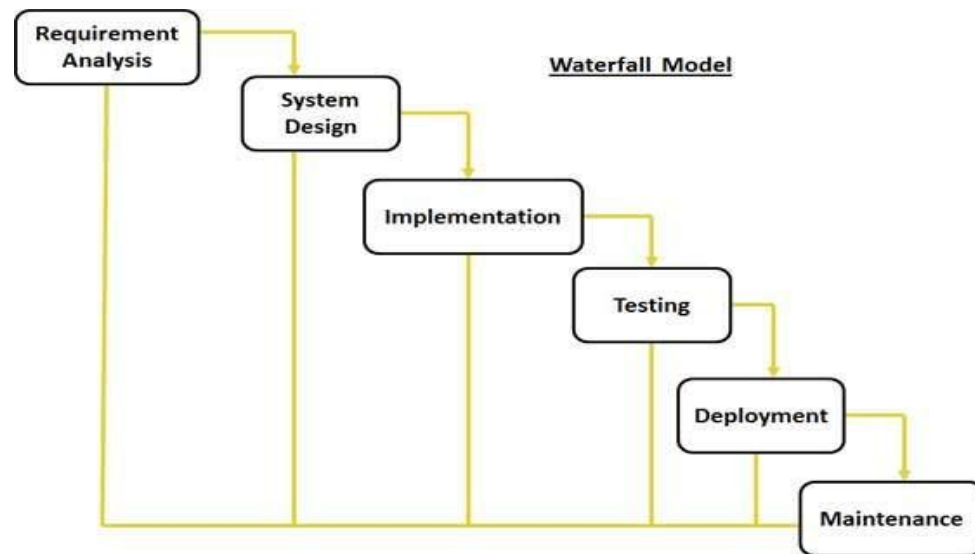 Requirement
Analysis
Waterfall Model
System
Design
Implementation
Testing
Deployment
Maintenance